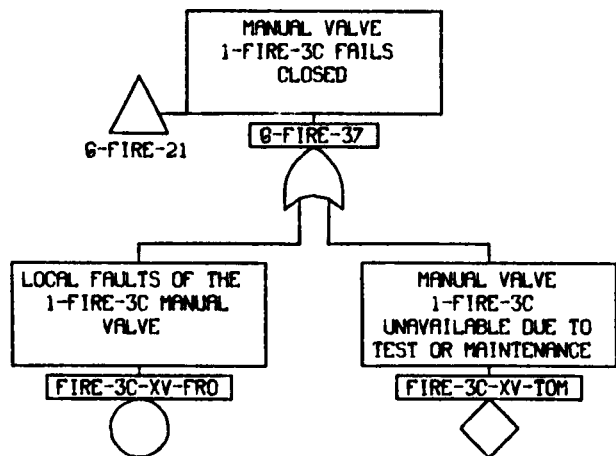 MANUAL VALVE
1-FIRE-3C FAILS
CLOSED
G-FIRE-37
G-FIRE-21
LOCAL FAULTS OF THE
1-FIRE-3C MANUAL
VALVE
FIRE-3C-XV-FRO
MANUAL VALVE
1-FIRE-3C
UNAVAILABLE DUE TO
TEST OR MAINTENANCE
FIRE-3C-XV-TOM